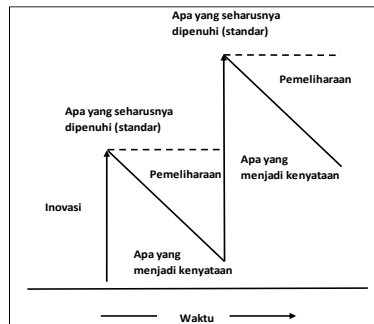 Apa yang seharusnya
dipenuhi (standar)
Pemeliharaan
Apa yang seharusnya
dipenuhi (standar)
Pemeliharaan
Apa yang
menjadi kenyataan
Inovasi
Apa yang
menjadi kenyataan
Waktu